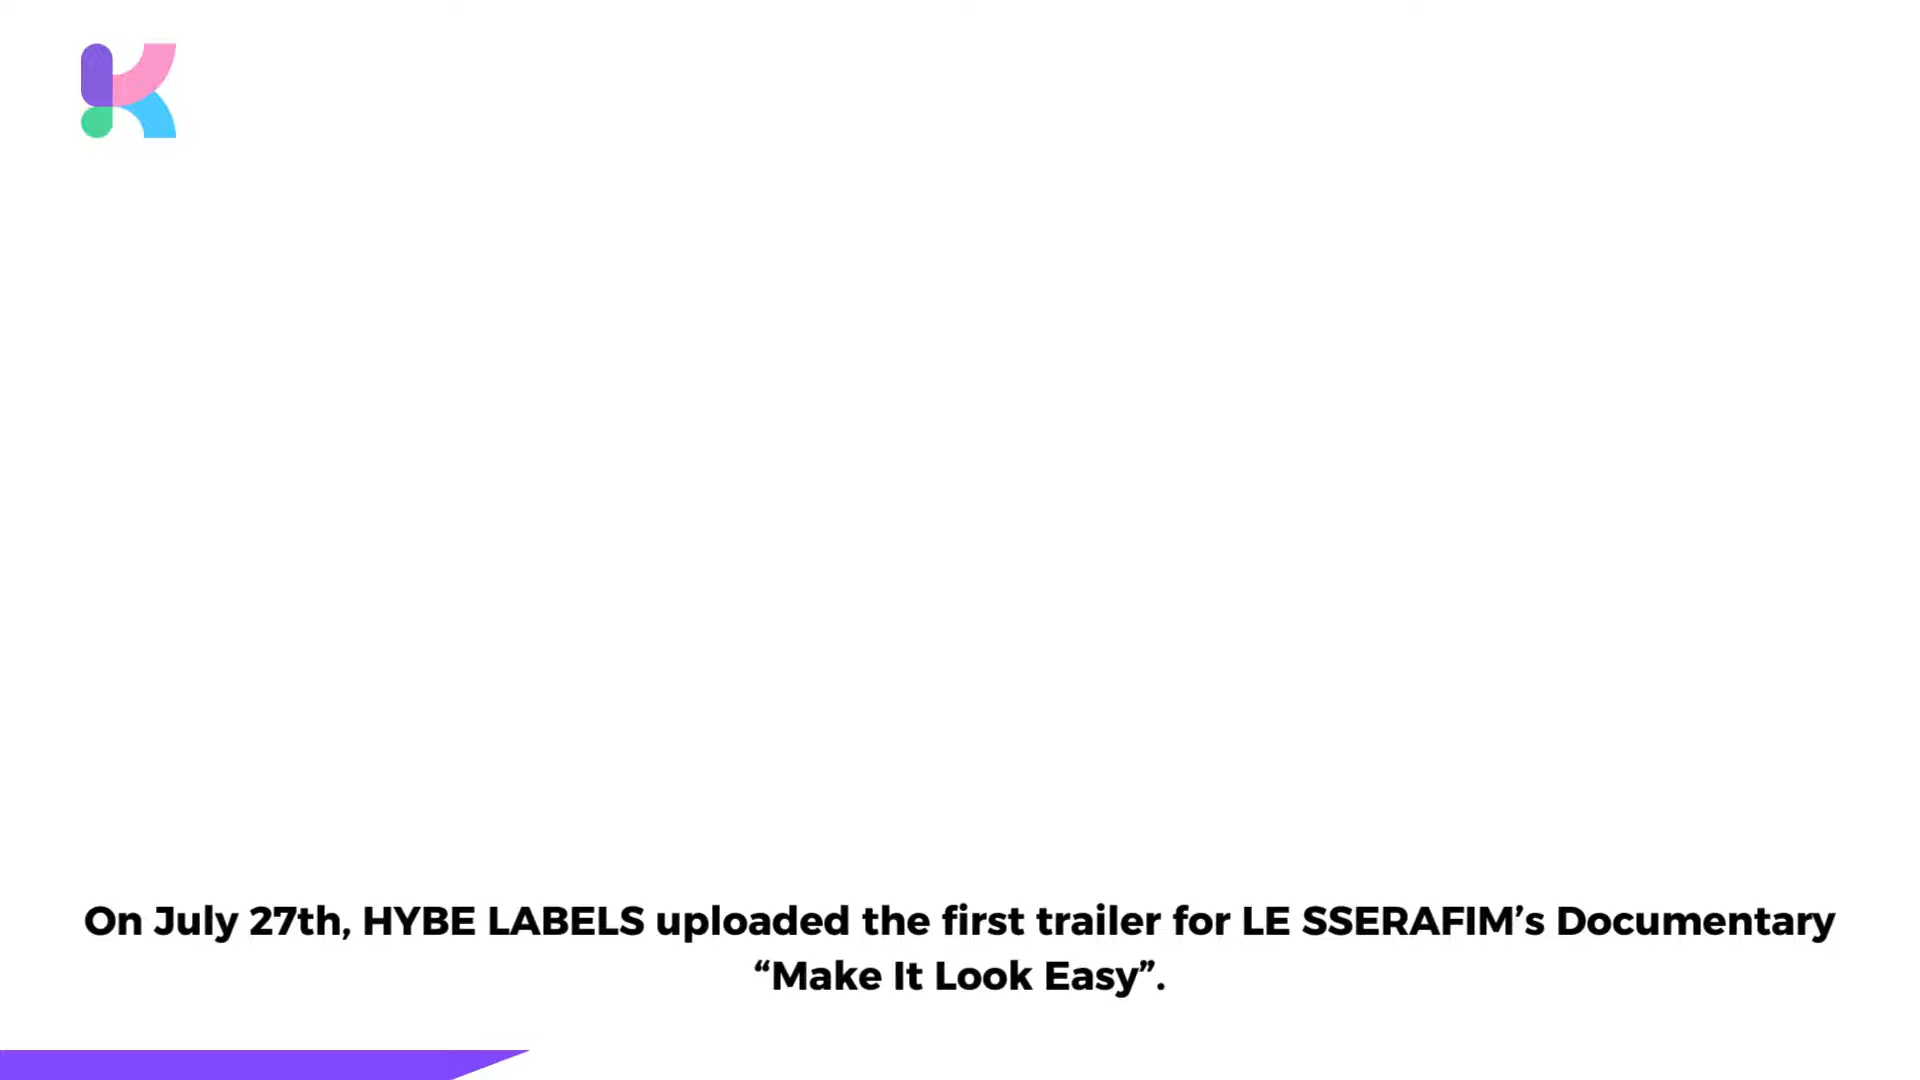 On July 27th, HYBE LABELS uploaded the first trailer for LE SSERAFIM’s Documentary
“Make It Look Easy”.